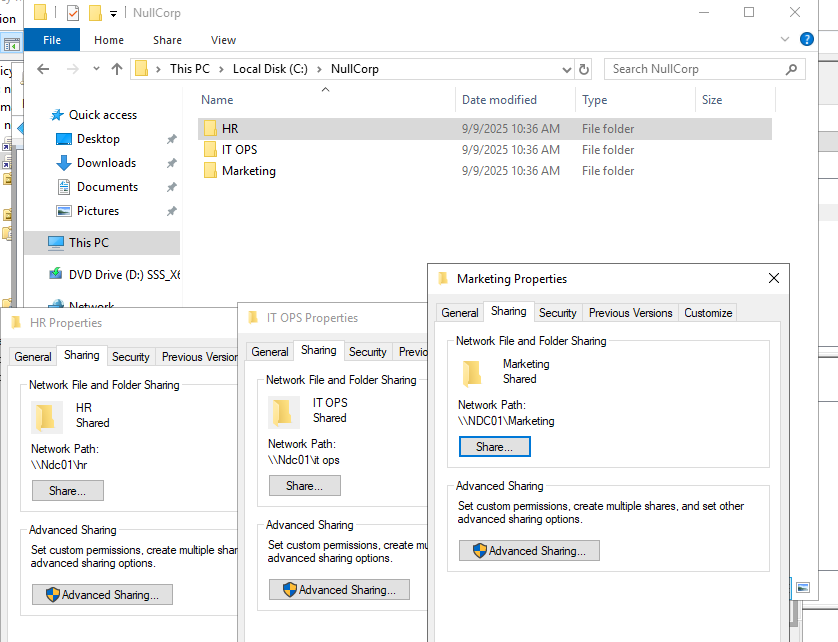 NullCorp
File Home Share View
This PC Local Disk (C:) NullCorp
Search NullCorp
Name Date modified Type Size
Quick access
Desktop
Downloads
Documents
Pictures
This PC
DVD Drive (D:) SSS_X6
Network
HR 9/9/2025 10:36 AM File folder
IT OPS 9/9/2025 10:36 AM File folder
Marketing 9/9/2025 10:36 AM File folder
HR Properties
General Sharing Security Previous Version
Network File and Folder Sharing
HR
Shared
Network Path:
\\Ndc01\hr
Share...
Advanced Sharing
Set custom permissions, create multiple shar
advanced sharing options.
Advanced Sharing...
IT OPS Properties
General Sharing Security Previo
Network File and Folder Sharing
IT OPS
Shared
Network Path:
\\Ndc01\it ops
Share...
Advanced Sharing
Set custom permissions, create mu
advanced sharing options.
Advanced Sharing...
Marketing Properties
General Sharing Security Previous Versions Customize
Network File and Folder Sharing
Marketing
Shared
Network Path:
\\NDC01\Marketing
Share...
Advanced Sharing
Set custom permissions, create multiple shares, and set other
advanced sharing options.
Advanced Sharing...